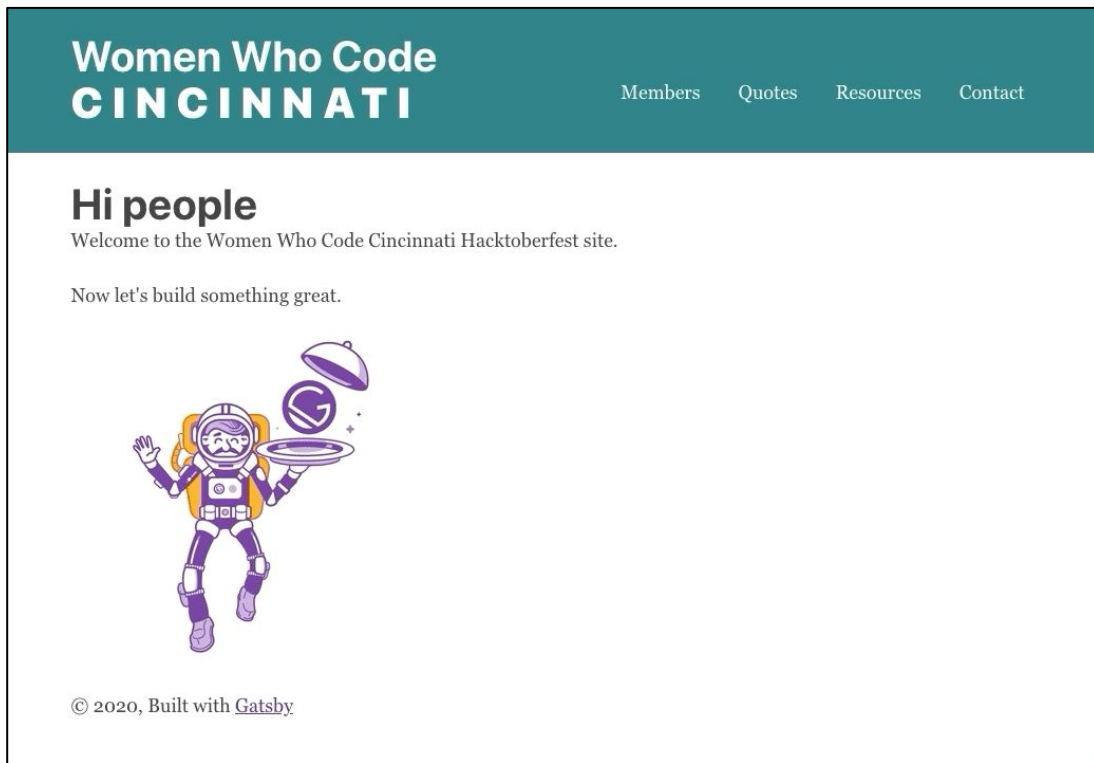 Women Who Code
CINCINNATI
Members Quotes Resources Contact
Hi people
Welcome to the Women Who Code Cincinnati Hacktoberfest site.
Now let's build something great.
© 2020, Built with Gatsby